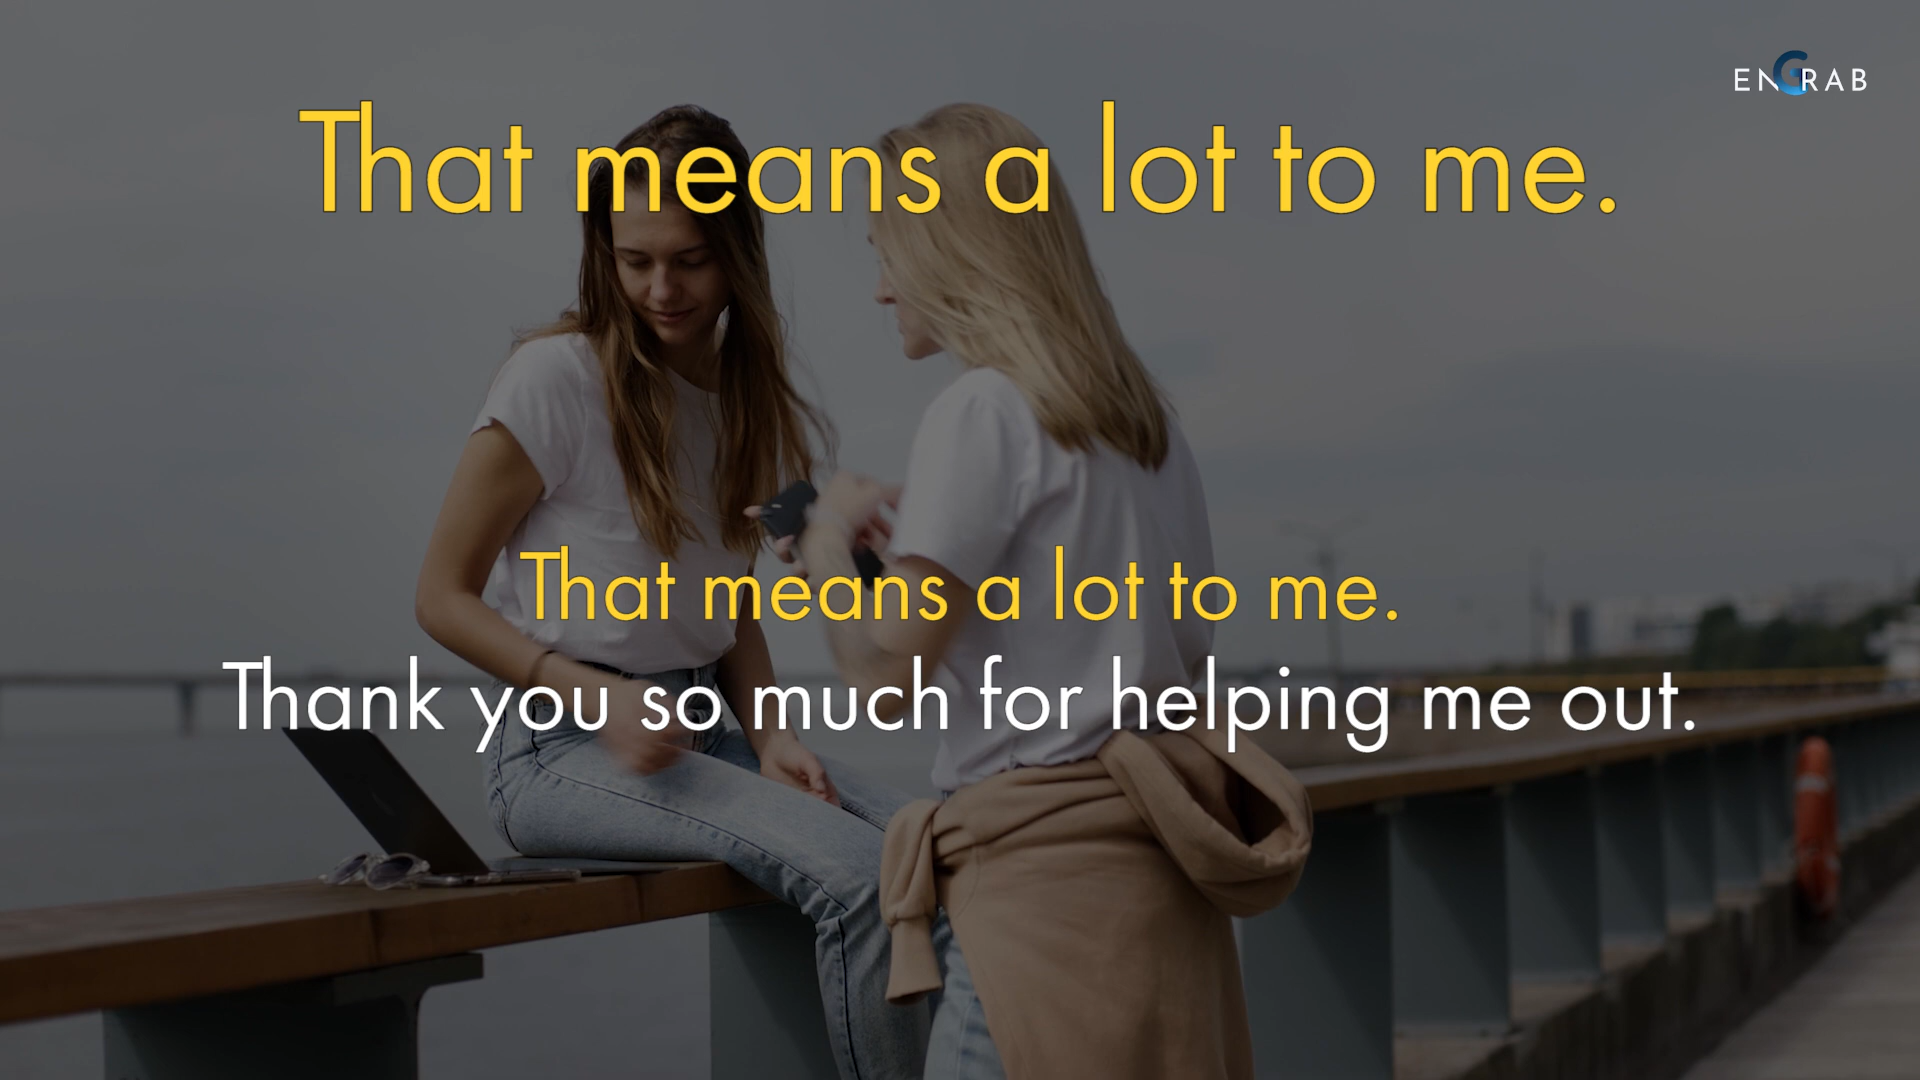 ENGRAB
That means a lot to me.
That means a lot to me.
Thank you so much for helping me out.